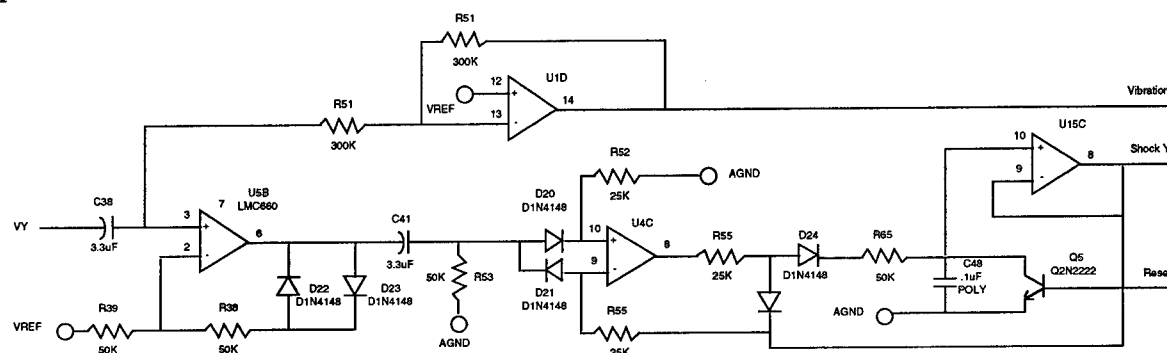 R51
300K
U1D
12
+
VREF
13
-
14
Vibration
R51
300K
U15C
10
+
9
-
8
Shock Y
R52
25K
AGND
C38
VY
3.3uF
U5B
LMC660
7
3
+
2
-
6
C41
3.3uF
D20
D1N4148
10
+
U4C
9
-
8
R55
25K
D24
D1N4148
R65
50K
C48
.1uF
POLY
Q5
Q2N2222
Rese
50K
R53
D21
D1N4148
D22
D1N4148
D23
D1N4148
R39
VREF
50K
R38
50K
AGND
R55
25K
AGND